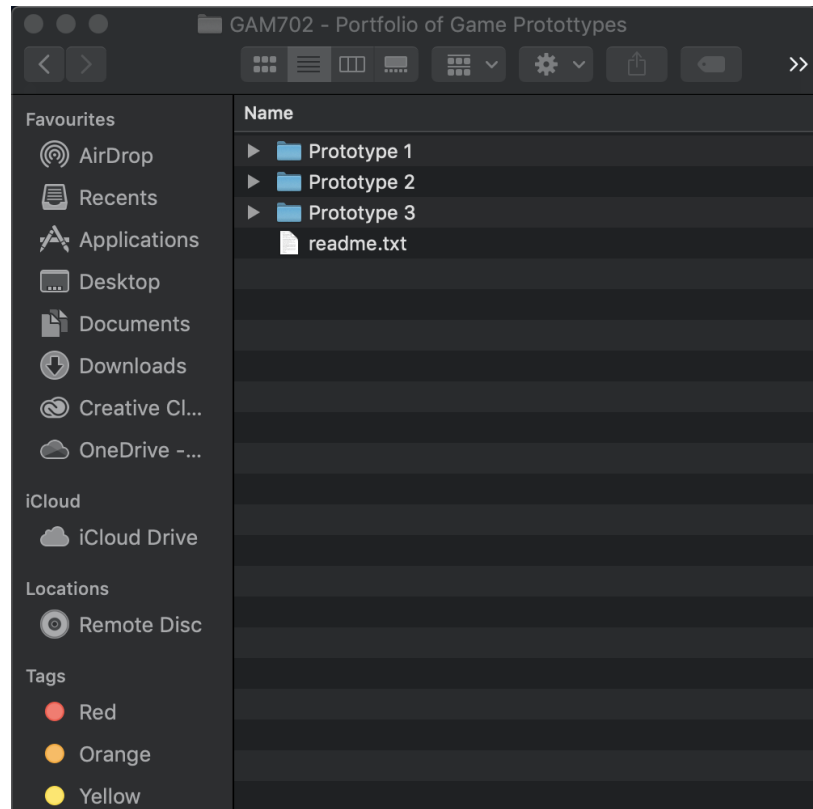 GAM702 - Portfolio of Game Protottypes
Favourites
AirDrop
Recents
Applications
Desktop
Documents
Downloads
Creative Cl...
OneDrive -...
iCloud
iCloud Drive
Locations
Remote Disc
Tags
Red
Orange
Yellow
Name
Prototype 1
Prototype 2
Prototype 3
readme.txt